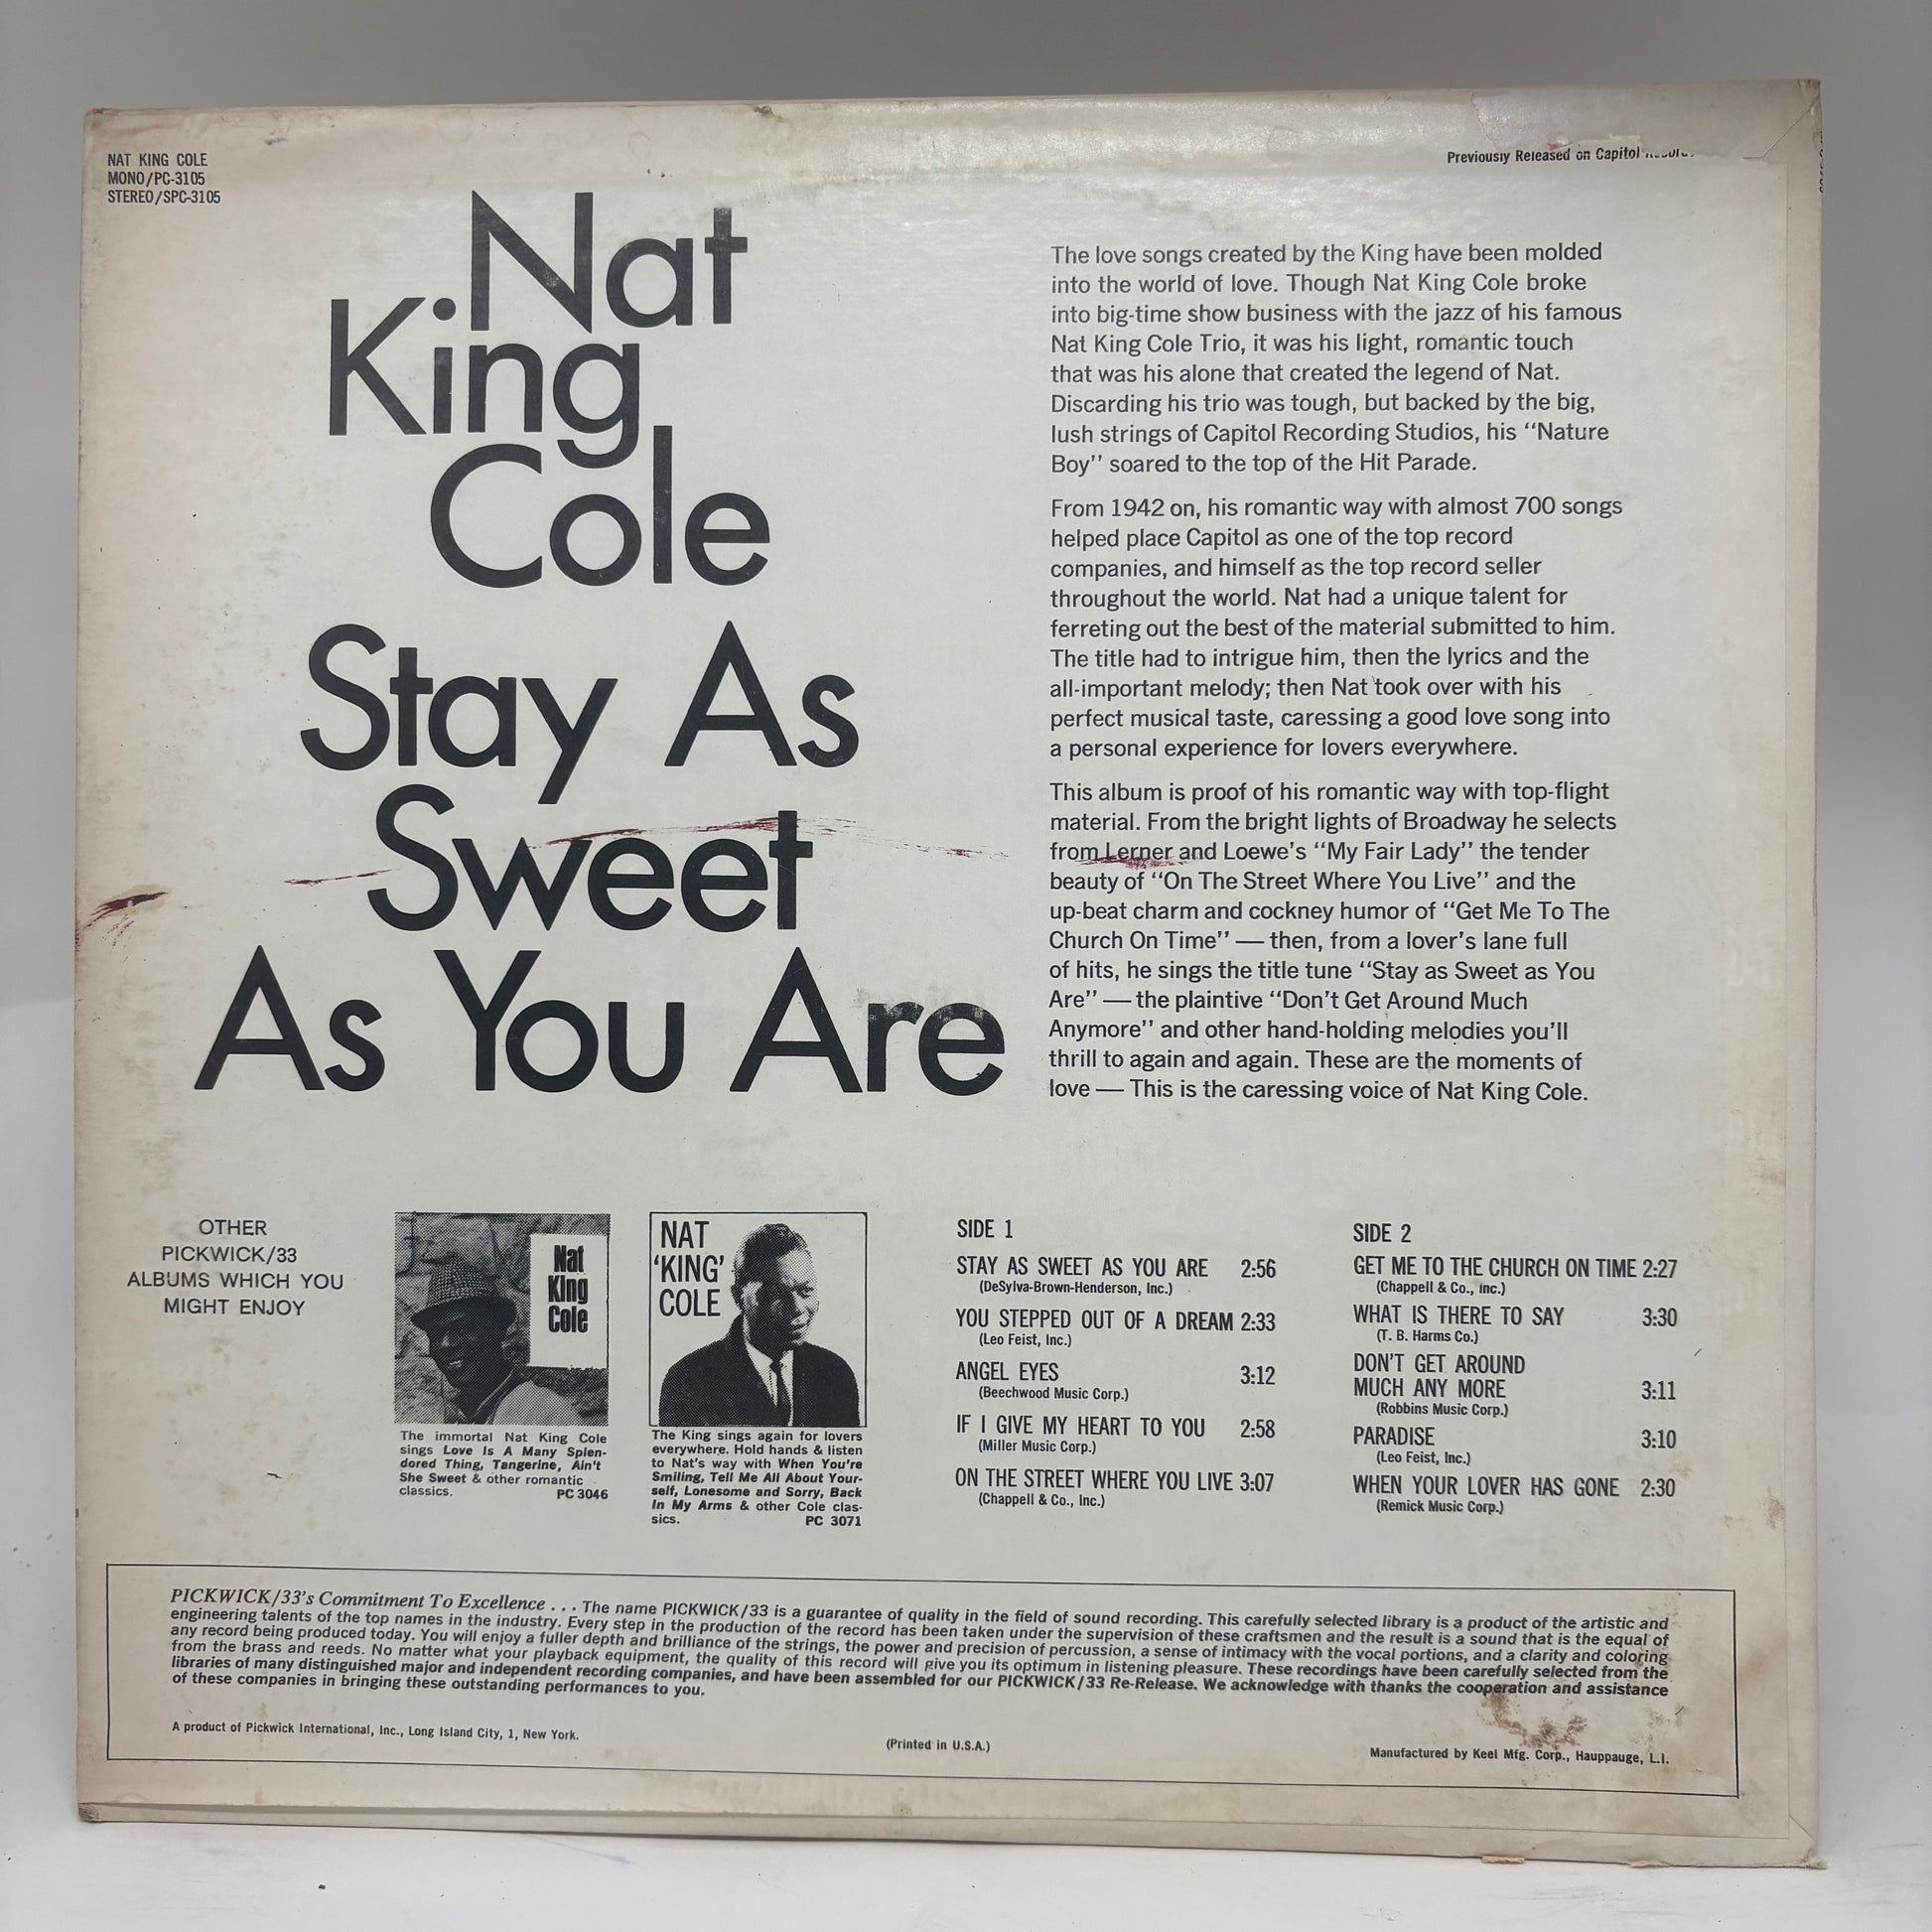 NAT KING COLE
MONO/PC-3105
STEREO/SPC-3105
Previously Released on Capitol
Nat
King
Cole
Stay As
Sweet
As You Are
The love songs created by the King have been molded
into the world of love. Though Nat King Cole broke
into big-time show business with the jazz of his famous
Nat King Cole Trio, it was his light, romantic touch
that was his alone that created the legend of Nat.
Discarding his trio was tough, but backed by the big,
lush strings of Capitol Recording Studios, his “Nature
Boy” soared to the top of the Hit Parade.
From 1942 on, his romantic way with almost 700 songs
helped place Capitol as one of the top record
companies, and himself as the top record seller
throughout the world. Nat had a unique talent for
ferreting out the best of the material submitted to him.
The title had to intrigue him, then the lyrics and the
all-important melody; then Nat took over with his
perfect musical taste, caressing a good love song into
a personal experience for lovers everywhere.
This album is proof of his romantic way with top-flight
material. From the bright lights of Broadway he selects
from Lerner and Loewe’s “My Fair Lady” the tender
beauty of “On The Street Where You Live” and the
up-beat charm and cockney humor of “Get Me To The
Church On Time” — then, from a lover’s lane full
of hits, he sings the title tune “Stay as Sweet as You
Are” — the plaintive “Don’t Get Around Much
Anymore” and other hand-holding melodies you’ll
thrill to again and again. These are the moments of
love — This is the caressing voice of Nat King Cole.
OTHER
PICKWICK/33
ALBUMS WHICH YOU
MIGHT ENJOY
Nat
King
Cole
The immortal Nat King Cole
sings Love Is A Many Splen-
dored Thing, Tangerine, Ain't
She Sweet & other romantic
classics. PC 3046
NAT
‘KING’
COLE
The King sings again for lovers
everywhere. Hold hands & listen
to Nat's way with When You're
Smiling, Tell Me All About Your-
self, Lonesome and Sorry, Back
In My Arms & other Cole clas-
sics. PC 3071
SIDE 1
STAY AS SWEET AS YOU ARE 2:56
(DeSylva-Brown-Henderson, Inc.)
YOU STEPPED OUT OF A DREAM 2:33
(Leo Feist, Inc.)
ANGEL EYES 3:12
(Beechwood Music Corp.)
IF I GIVE MY HEART TO YOU 2:58
(Miller Music Corp.)
ON THE STREET WHERE YOU LIVE 3:07
(Chappell & Co., Inc.)
SIDE 2
GET ME TO THE CHURCH ON TIME 2:27
(Chappell & Co., Inc.)
WHAT IS THERE TO SAY 3:30
(T. B. Harms Co.)
DON'T GET AROUND
MUCH ANY MORE 3:11
(Robbins Music Corp.)
PARADISE 3:10
(Leo Feist, Inc.)
WHEN YOUR LOVER HAS GONE 2:30
(Remick Music Corp.)
PICKWICK/33's Commitment To Excellence . . . The name PICKWICK/33 is a guarantee of quality in the field of sound recording. This carefully selected library is a product of the artistic and
engineering talents of the top names in the industry. Every step in the production of the record has been taken under the supervision of these craftsmen and the result is a sound that is the equal of
any record being produced today. You will enjoy a fuller depth and brilliance of the strings, the power and precision of percussion, a sense of intimacy with the vocal portions, and a clarity and coloring
from the brass and reeds. No matter what your playback equipment, the quality of this record will give you its optimum in listening pleasure. These recordings have been carefully selected from the
libraries of many distinguished major and independent recording companies, and have been assembled for our PICKWICK/33 Re-Release. We acknowledge with thanks the cooperation and assistance
of these companies in bringing these outstanding performances to you.
A product of Pickwick International, Inc., Long Island City, 1, New York.
(Printed in U.S.A.)
Manufactured by Keel Mfg. Corp., Hauppauge, L.I.